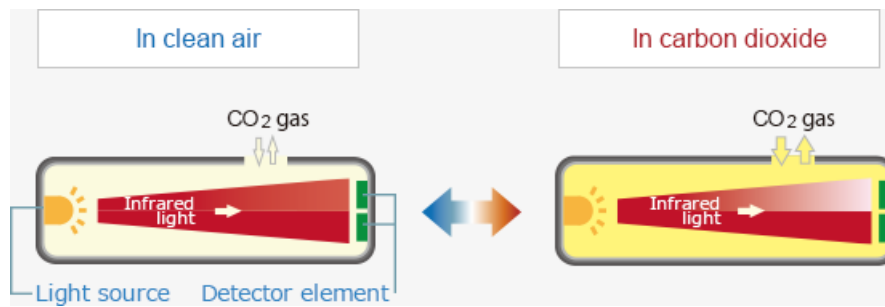 In clean air
In carbon dioxide
CO2 gas
CO2 gas
Infrared
light
Infrared
light
Light source
Detector element